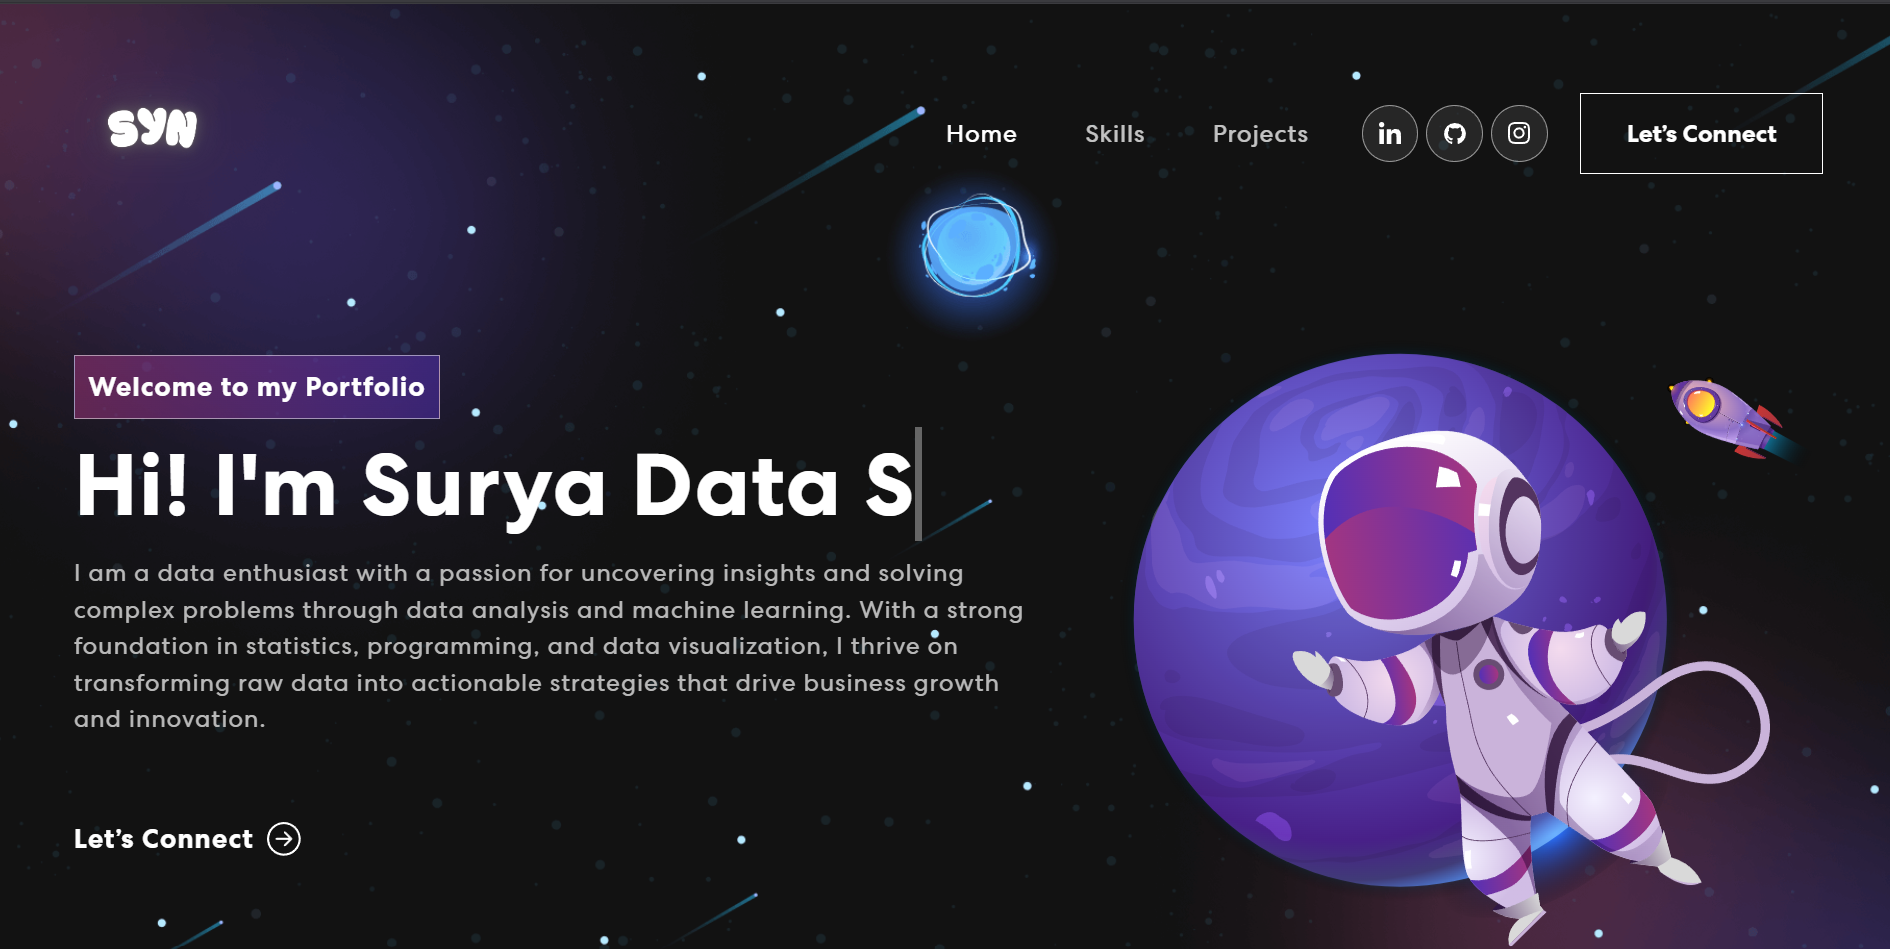 SYN
Home
Skills
Projects
in
Let's Connect
Welcome to my Portfolio
Hi! I'm Surya Data S
I am a data enthusiast with a passion for uncovering insights and solving
complex problems through data analysis and machine learning. With a strong
foundation in statistics, programming, and data visualization, I thrive on
transforming raw data into actionable strategies that drive business growth
and innovation.
Let's Connect